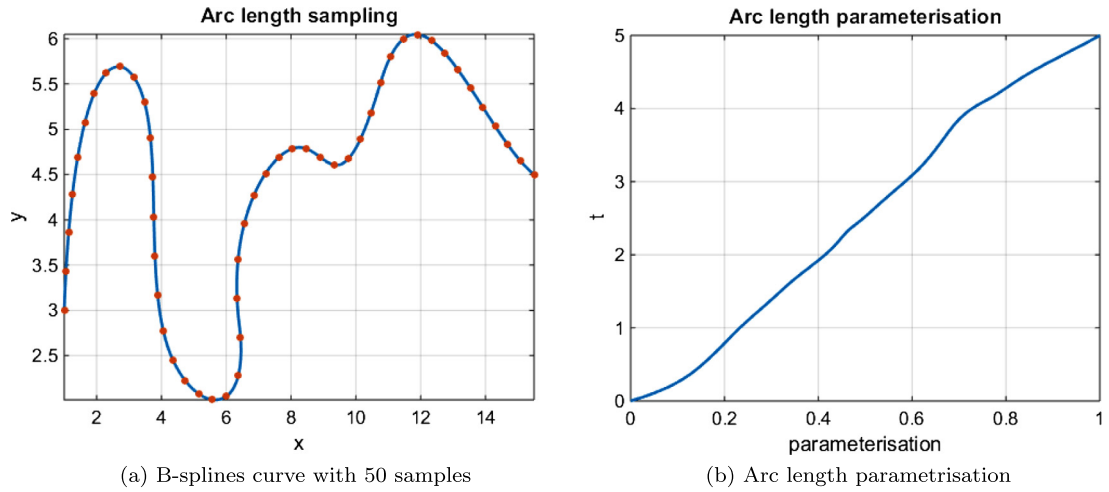 Arc length sampling
6
5.5
5
4.5
4
3.5
3
2.5
y
2 4 6 8 10 12 14
x
(a) B-splines curve with 50 samples
Arc length parameterisation
5
4
3
2
1
0
t
0 0.2 0.4 0.6 0.8 1
parameterisation
(b) Arc length parametrisation